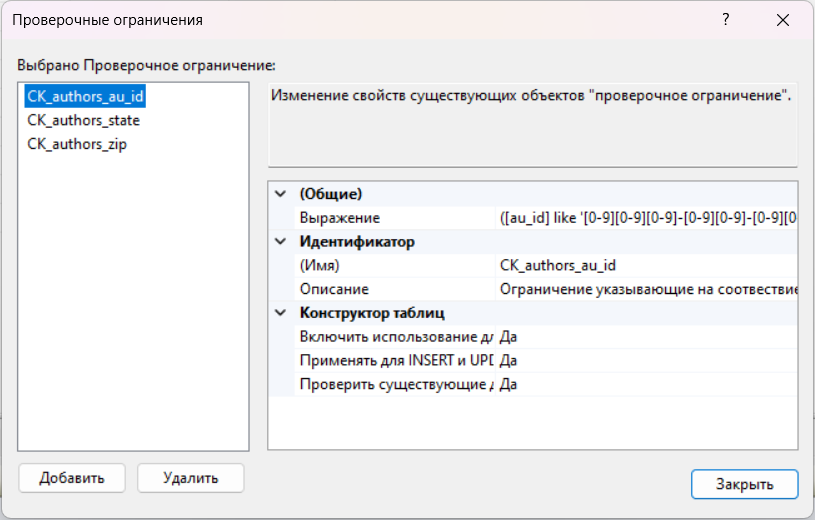 Проверочные ограничения ?
Выбрано Проверочное ограничение:
CK_authors_au_id
CK_authors_state
CK_authors_zip
Изменение свойств существующих объектов "проверочное ограничение".
(Общие)
Выражение ([au_id] like '[0-9][0-9][0-9]-[0-9][0-9]-[0-9][0-
Идентификатор
(Имя) CK_authors_au_id
Описание Ограничение указывающие на соотвествие
Конструктор таблиц
Включить использование дл Да
Применять для INSERT и UPD Да
Проверить существующие д Да
Добавить Удалить
Закрыть